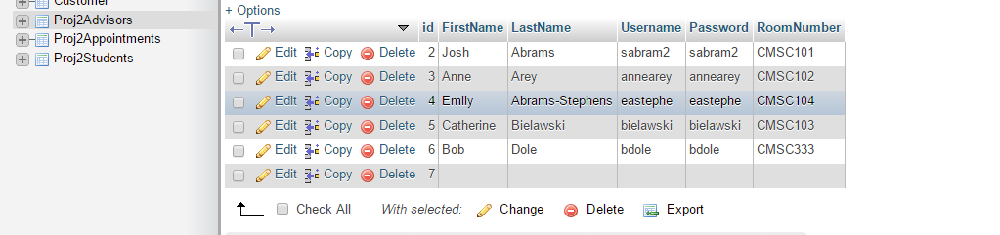 Customer
Proj2Advisors
Proj2Appointments
Proj2Students
+ Options
←T→ id FirstName LastName Username Password RoomNumber
Edit Copy Delete 2 Josh Abrams sabram2 sabram2 CMSC101
Edit Copy Delete 3 Anne Arey annearey annearey CMSC102
Edit Copy Delete 4 Emily Abrams-Stephens eastephe eastephe CMSC104
Edit Copy Delete 5 Catherine Bielawski bielawski bielawski CMSC103
Edit Copy Delete 6 Bob Dole bdole bdole CMSC333
Edit Copy Delete 7
Check All With selected: Change Delete Export